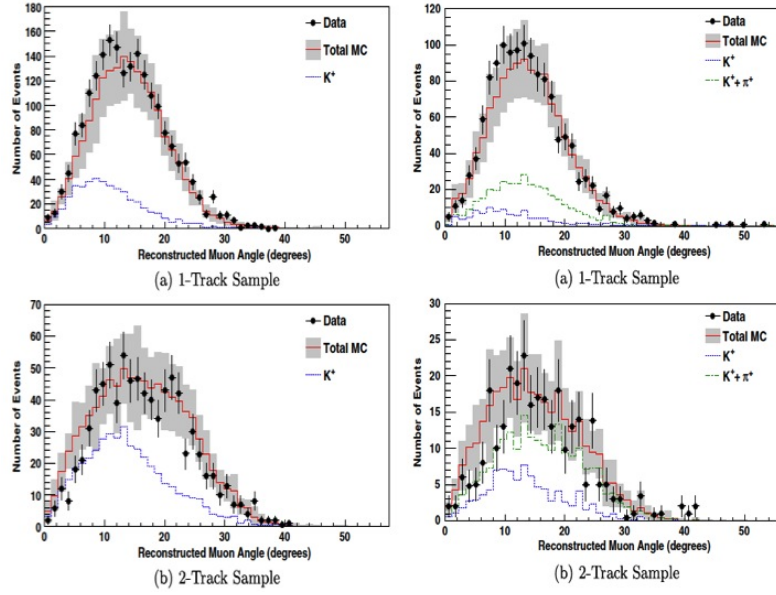 Number of Events
180
160
140
120
100
80
60
40
20
0
Data
Total MC
K+
0 10 20 30 40 50
Reconstructed Muon Angle (degrees)
(a) 1-Track Sample
Number of Events
120
100
80
60
40
20
0
Data
Total MC
K+
K++ π+
0 10 20 30 40 50
Reconstructed Muon Angle (degrees)
(a) 1-Track Sample
Number of Events
70
60
50
40
30
20
10
0
Data
Total MC
K+
0 10 20 30 40 50
Reconstructed Muon Angle (degrees)
(b) 2-Track Sample
Number of Events
30
25
20
15
10
5
0
Data
Total MC
K+
K++ π+
0 10 20 30 40 50
Reconstructed Muon Angle (degrees)
(b) 2-Track Sample